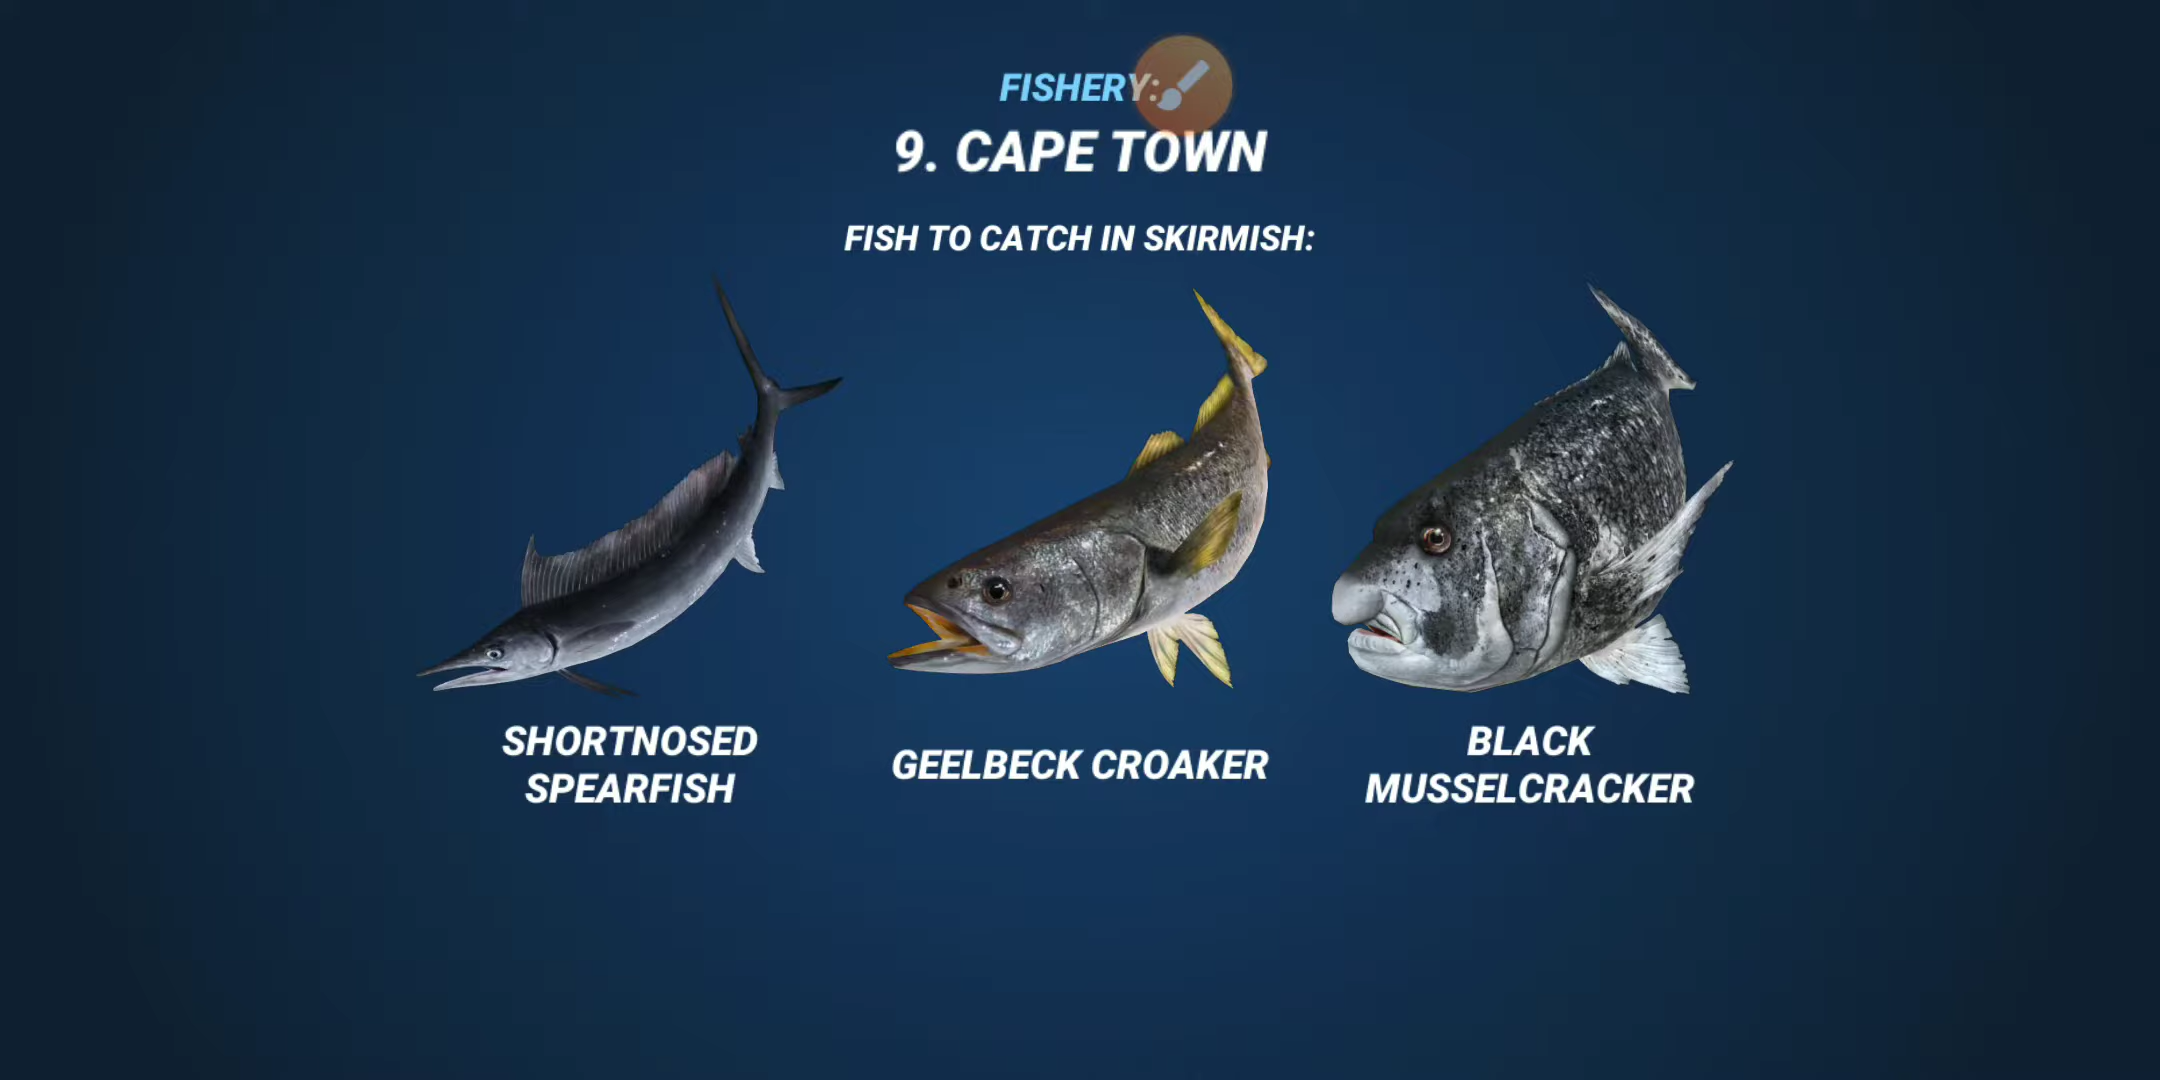 FISHERY:
9. CAPE TOWN
FISH TO CATCH IN SKIRMISH:
SHORTNOSED
SPEARFISH
GEELBECK CROAKER
BLACK
MUSSELCRACKER